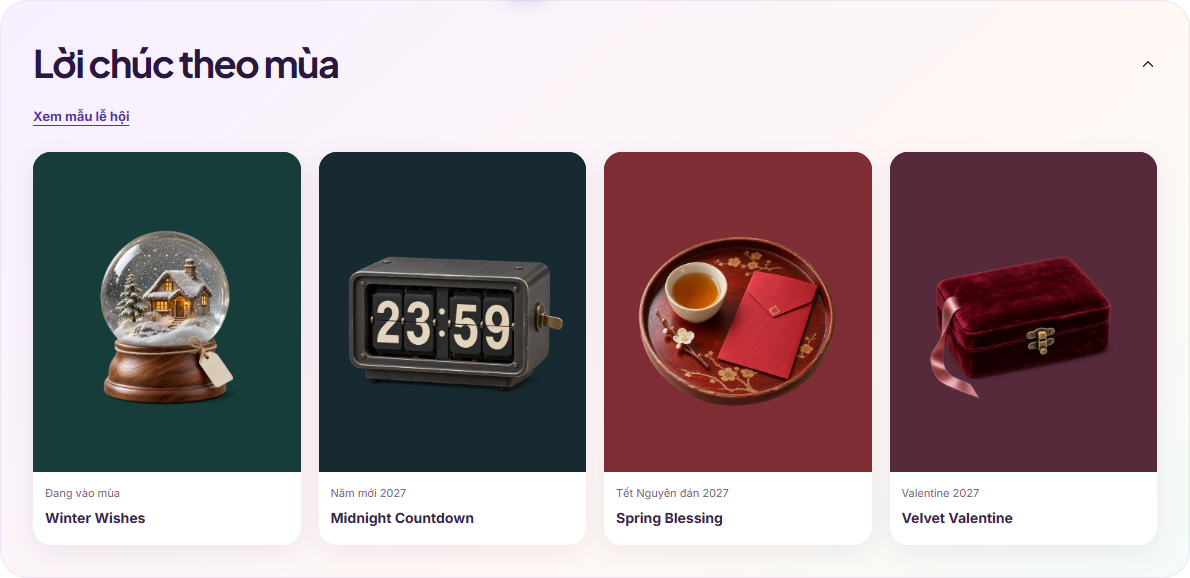 Lời chúc theo mùa
Xem mẫu lễ hội
23:59
Đang vào mùa
Winter Wishes
Năm mới 2027
Midnight Countdown
Tết Nguyên đán 2027
Spring Blessing
Valentine 2027
Velvet Valentine